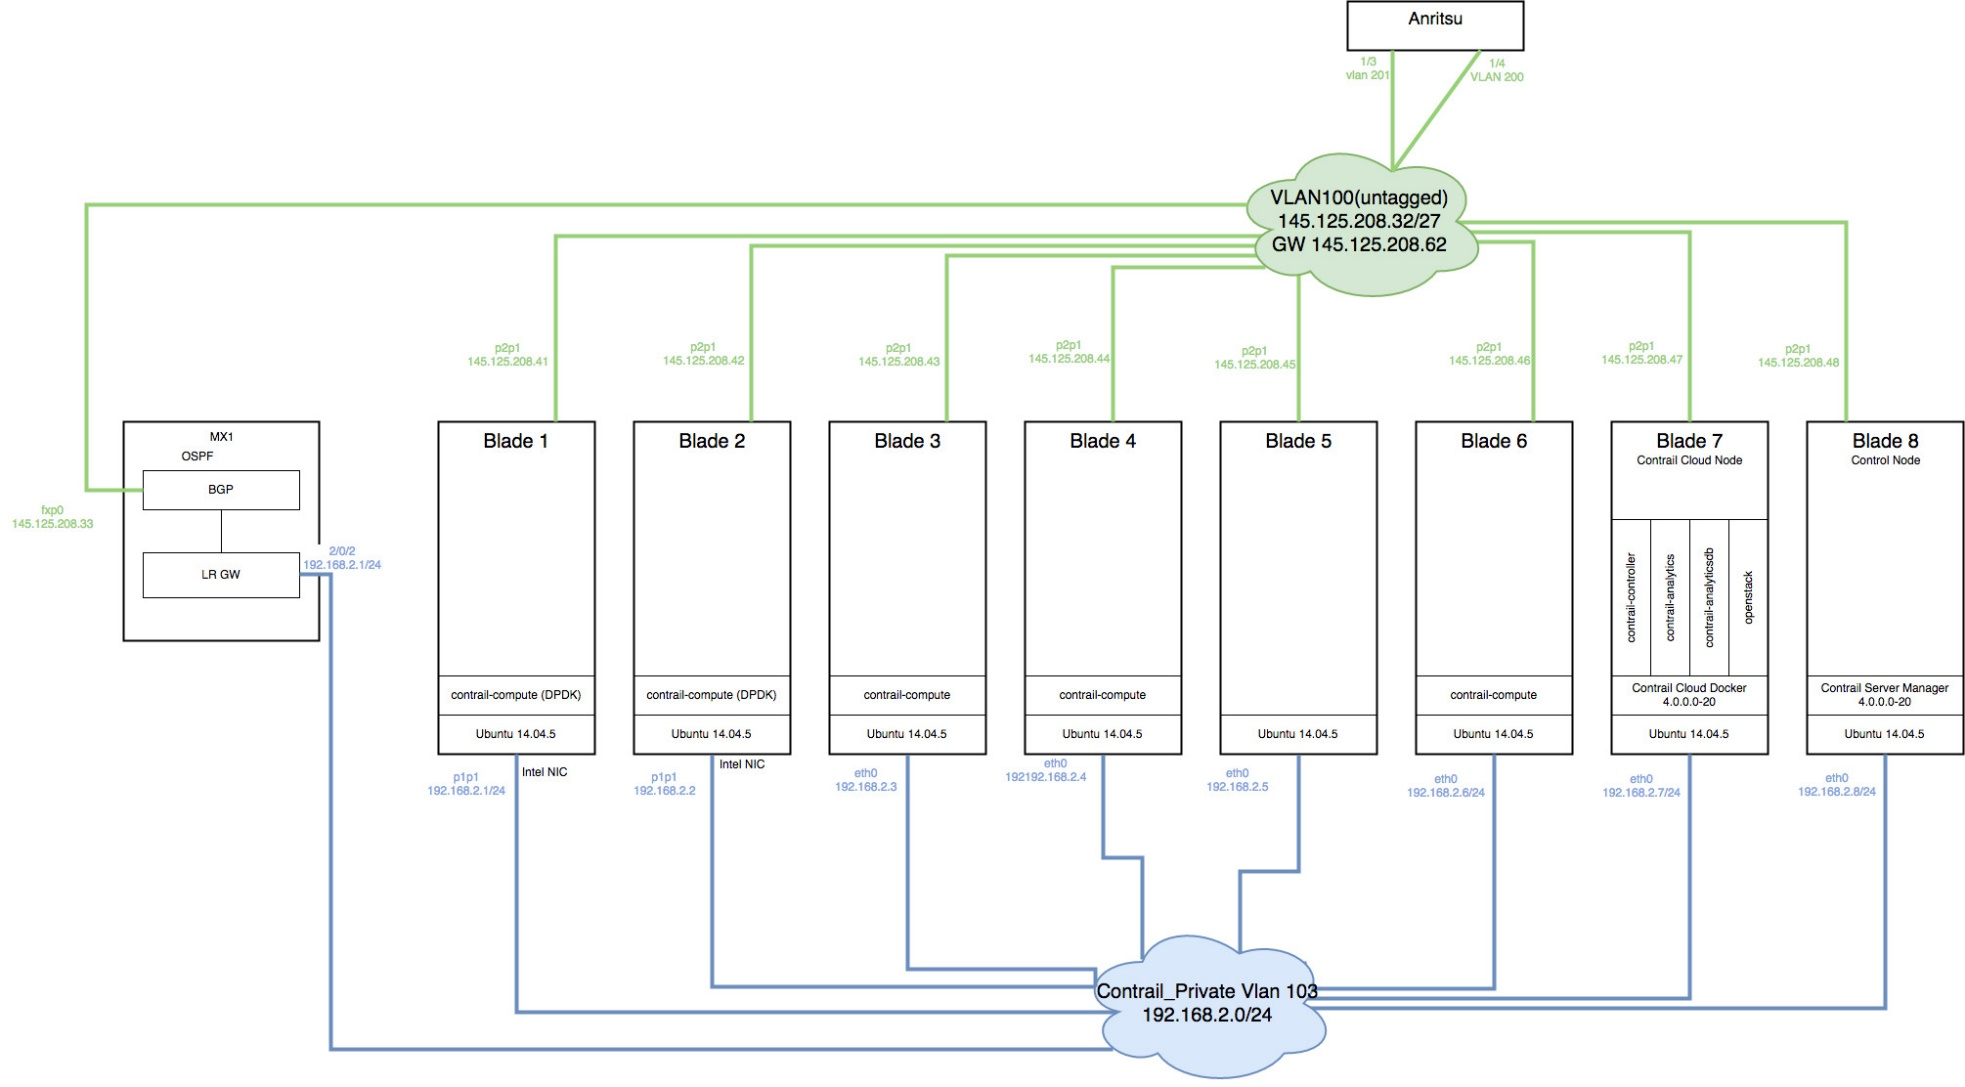 Anritsu
1/3
vlan 201
1/4
VLAN 200
VLAN100(untagged)
145.125.208.32/27
GW 145.125.208.62
p2p1
145.125.208.41
p2p1
145.125.208.42
p2p1
145.125.208.43
p2p1
145.125.208.44
p2p1
145.125.208.45
p2p1
145.125.208.46
p2p1
145.125.208.47
p2p1
145.125.208.48
MX1
OSPF
BGP
LR GW
fxp0
145.125.208.33
2/0/2
192.168.2.1/24
Blade 1
contrail-compute (DPDK)
Ubuntu 14.04.5
Blade 2
contrail-compute (DPDK)
Ubuntu 14.04.5
Blade 3
contrail-compute
Ubuntu 14.04.5
Blade 4
contrail-compute
Ubuntu 14.04.5
Blade 5
Ubuntu 14.04.5
Blade 6
contrail-compute
Ubuntu 14.04.5
Blade 7
Contrail Cloud Node
contrail-controller
contrail-analytics
contrail-analyticsdb
openstack
Contrail Cloud Docker
4.0.0.0-20
Ubuntu 14.04.5
Blade 8
Control Node
Contrail Server Manager
4.0.0.0-20
Ubuntu 14.04.5
p1p1
192.168.2.1/24
Intel NIC
p1p1
192.168.2.2
Intel NIC
eth0
192.168.2.3
eth0
192192.168.2.4
eth0
192.168.2.5
eth0
192.168.2.6/24
eth0
192.168.2.7/24
eth0
192.168.2.8/24
Contrail_Private Vlan 103
192.168.2.0/24